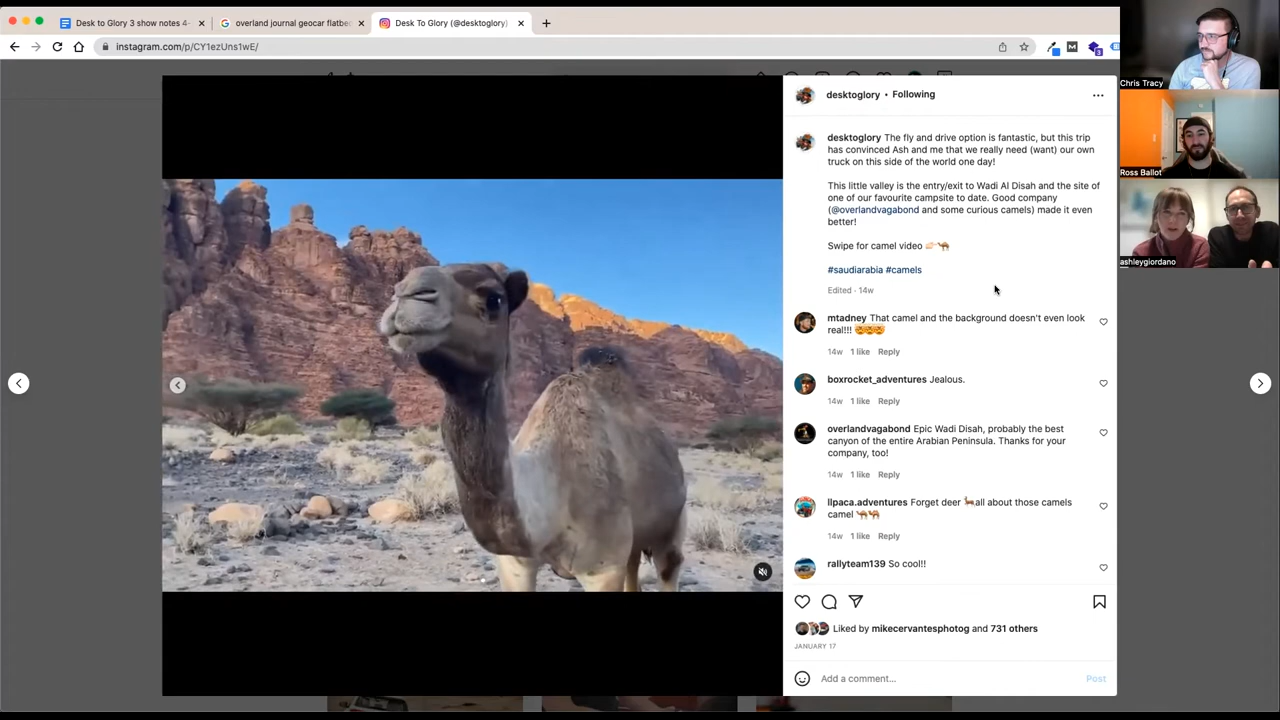 Desk to Glory 3 show notes 4-
overland journal geocar flatbed
Desk To Glory (@desktoglory)
instagram.com/p/CY1ezUns1wE/
Chris Tracy
Ross Ballot
ashleygiordano
desktoglory • Following
desktoglory The fly and drive option is fantastic, but this trip
has convinced Ash and me that we really need (want) our own
truck on this side of the world one day!
This little valley is the entry/exit to Wadi Al Disah and the site of
one of our favourite campsite to date. Good company
(@overlandvagabond and some curious camels) made it even
better!
Swipe for camel video 👉🏻🐪
#saudiarabia #camels
Edited · 14w
mtadney That camel and the background doesn't even look
real!!! 🤯🤯🤯
14w 1 like Reply
boxrocket_adventures Jealous.
14w 1 like Reply
overlandvagabond Epic Wadi Disah, probably the best
canyon of the entire Arabian Peninsula. Thanks for your
company, too!
14w 1 like Reply
llpaca.adventures Forget deer 🦌all about those camels
camel 🐪🐪
14w 1 like Reply
rallyteam139 So cool!!
Liked by mikecervantesphotog and 731 others
JANUARY 17
Add a comment...
Post